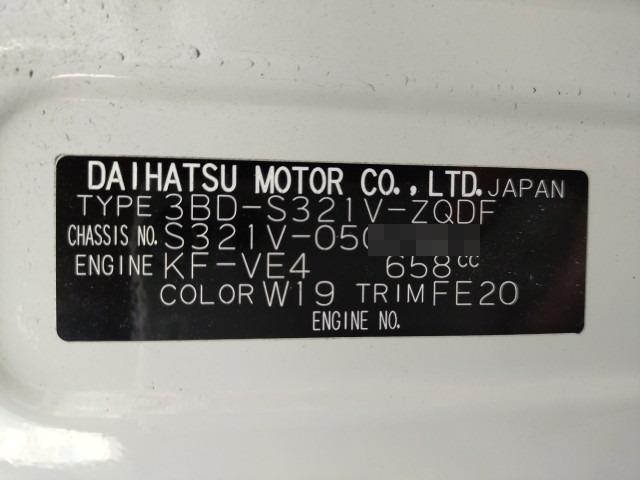 DAIHATSU MOTOR CO., LTD. JAPAN
TYPE 3BD-S321V-ZQDF
CHASSIS NO. S321V-050
ENGINE KF-VE4 658cc
COLOR W19 TRIM FE20
ENGINE NO.